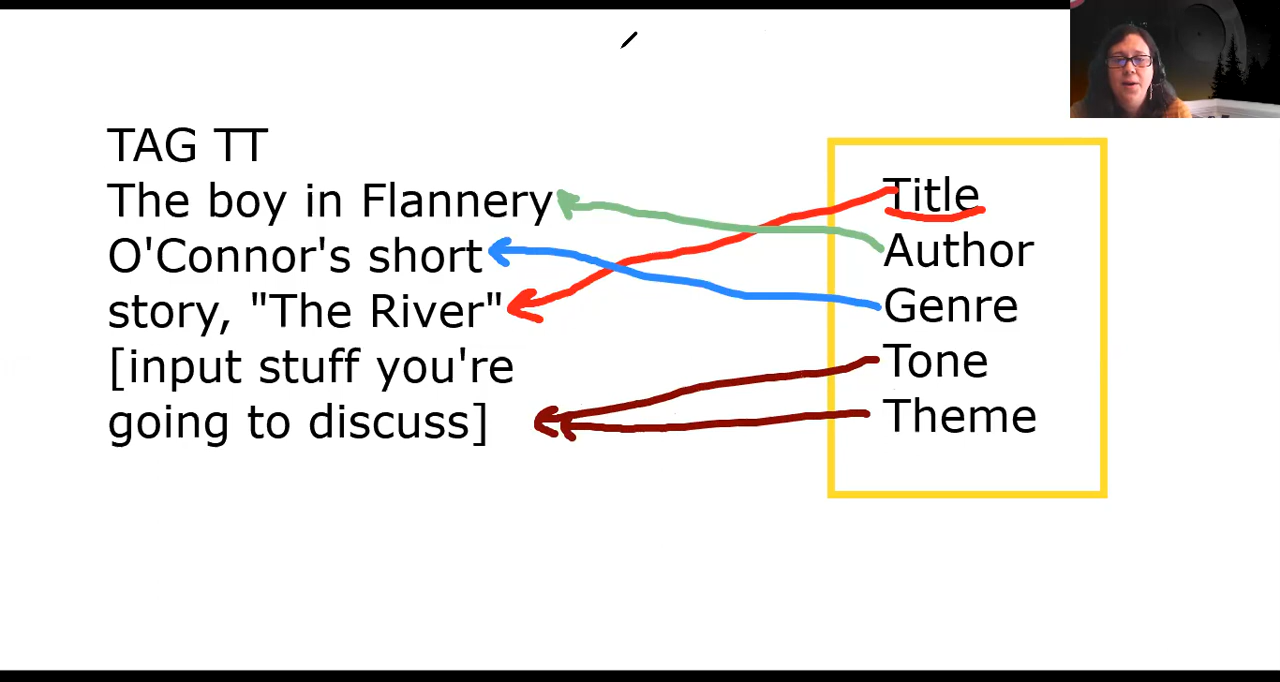 TAG TT
The boy in Flannery
O'Connor's short
story, "The River"
[input stuff you're
going to discuss]
Title
Author
Genre
Tone
Theme